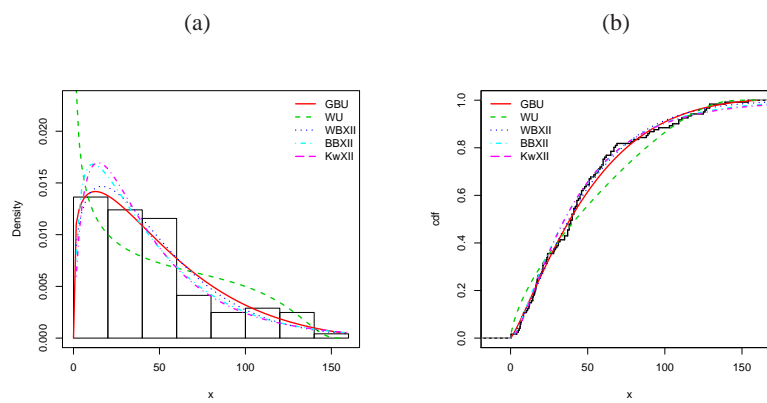 (a)
(b)
GBU
WU
WBXII
BBXII
KwXII
Density
0.000 0.005 0.010 0.015 0.020
0 50 100 150
x
GBU
WU
WBXII
BBXII
KwXII
cdf
0.0 0.2 0.4 0.6 0.8 1.0
0 50 100 150
x